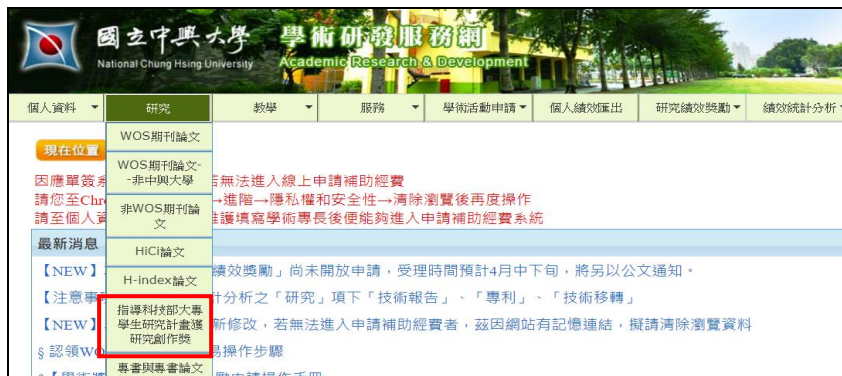 國立中興大學 學術研發服務網
National Chung Hsing University Academic Research & Development
個人資料 研究 教學 服務 學術活動申請 個人績效匯出 研究績效獎勵 績效統計分析
WOS期刊論文
現在位置
WOS期刊論文-
-非中興大學
因應單簽系 若無法進入線上申請補助經費
請您至Chr →進階→隱私權和安全性→清除瀏覽後再度操作
非WOS期刊論
文
請至個人資 維護填寫學術專長後便能夠進入申請補助經費系統
最新消息
HiCi論文
【NEW】 績效獎勵」尚未開放申請，受理時間預計4月中下旬，將另以公文通知。
H-index論文
【注意事 計分析之「研究」項下「技術報告」、「專利」、「技術移轉」
指導科技部大專
學生研究計畫獲
研究創作獎
【NEW】 新修改，若無法進入申請補助經費者，茲因網站有記憶連結，擬請清除瀏覽資料
§ 認領WO 易操作步驟
專書與專書論文